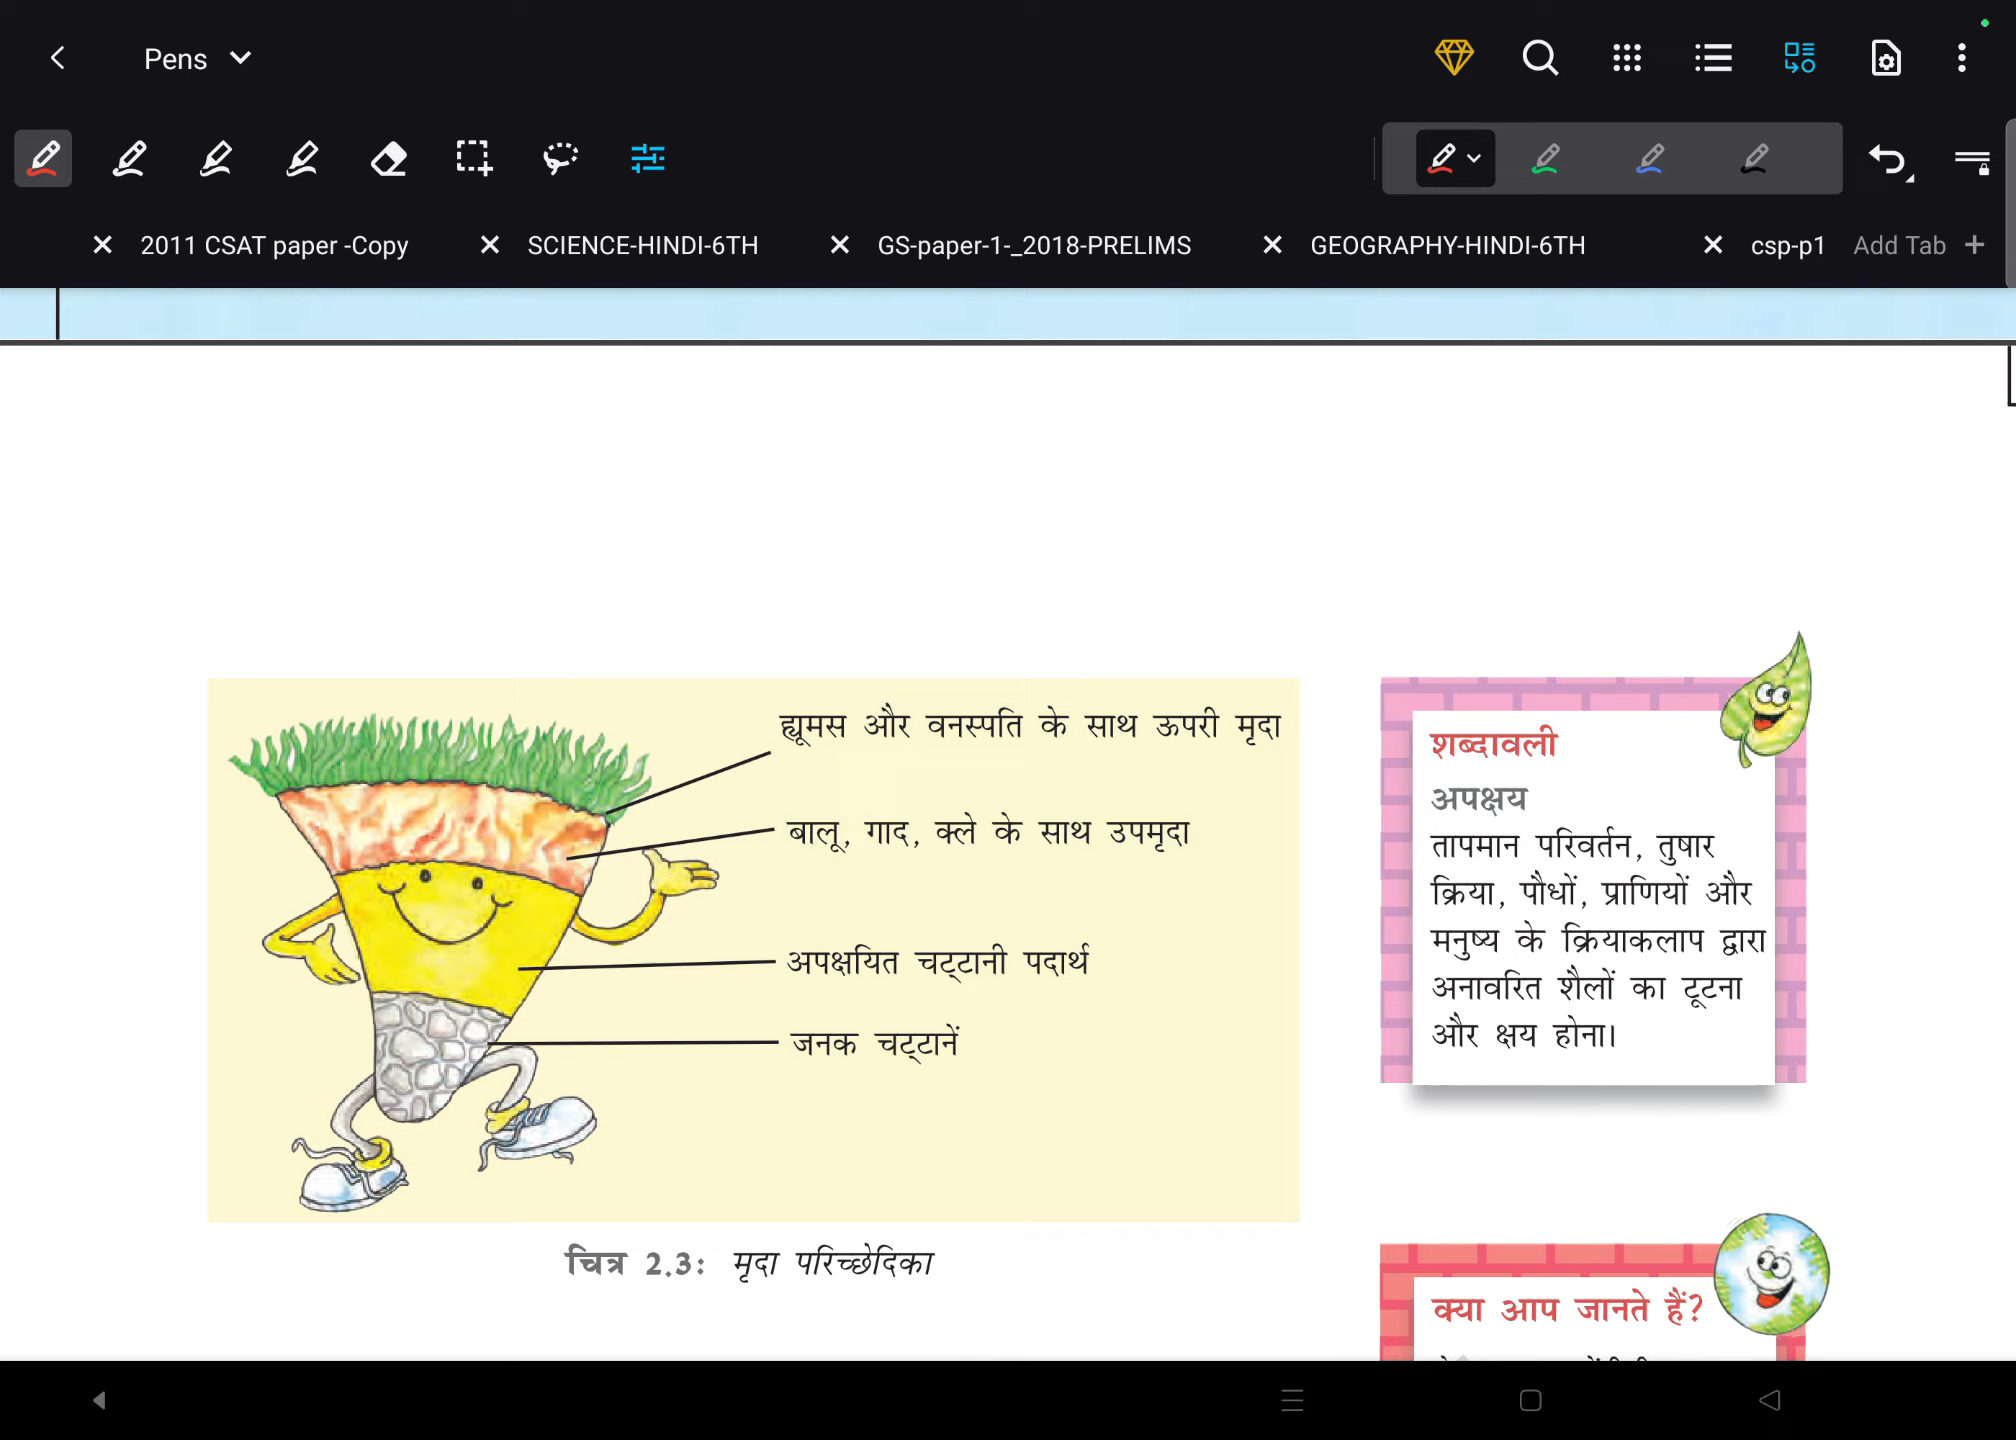 Pens
2011 CSAT paper -Copy
SCIENCE-HINDI-6TH
GS-paper-1-_2018-PRELIMS
GEOGRAPHY-HINDI-6TH
csp-p1
Add Tab +
ह्यूमस और वनस्पति के साथ ऊपरी मृदा
बालू, गाद, क्ले के साथ उपमृदा
अपक्षयित चट्टानी पदार्थ
जनक चट्टानें
चित्र 2.3: मृदा परिच्छेदिका
शब्दावली
अपक्षय
तापमान परिवर्तन, तुषार
क्रिया, पौधों, प्राणियों और
मनुष्य के क्रियाकलाप द्वारा
अनावरित शैलों का टूटना
और क्षय होना।
क्या आप जानते हैं?